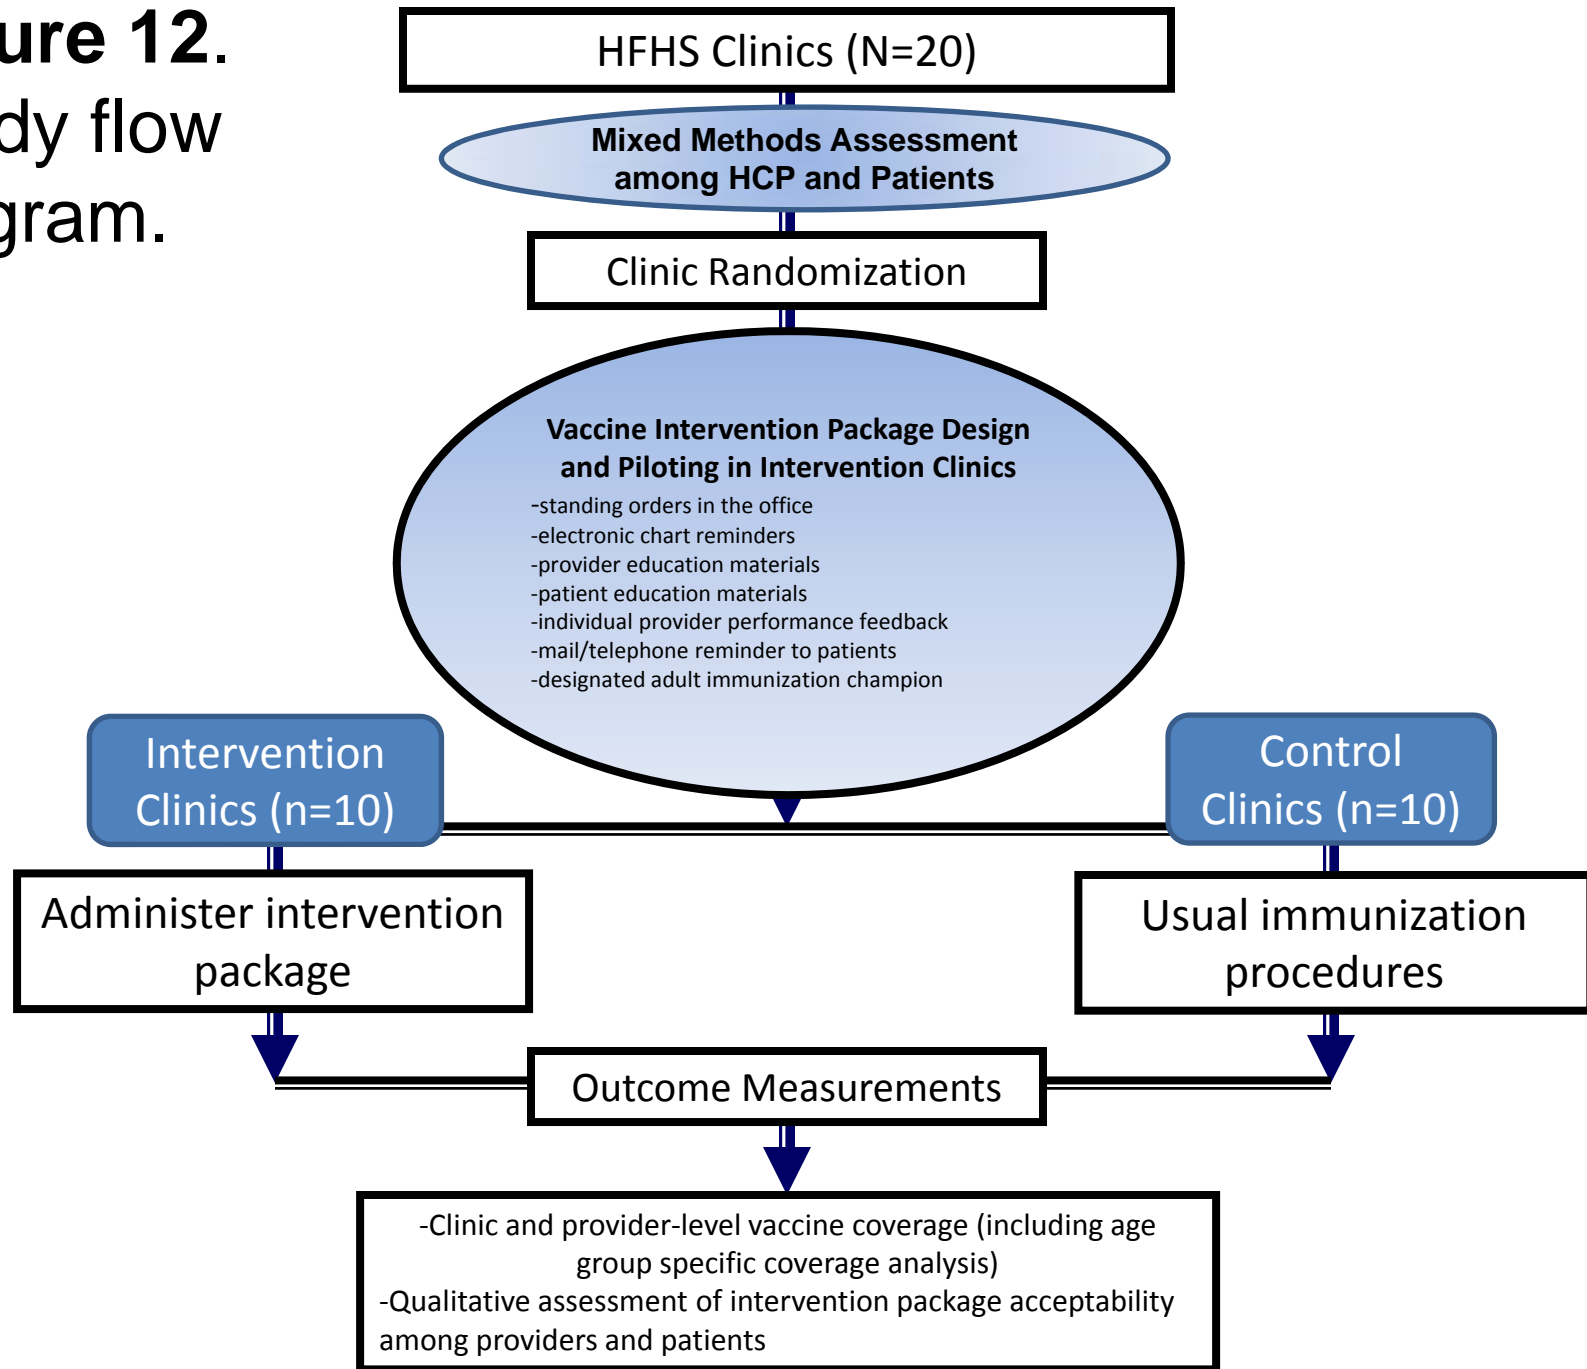 ure 12.
dy flow
gram.
HFHS Clinics (N=20)
Mixed Methods Assessment
among HCP and Patients
Clinic Randomization
Vaccine Intervention Package Design
and Piloting in Intervention Clinics
-standing orders in the office
-electronic chart reminders
-provider education materials
-patient education materials
-individual provider performance feedback
-mail/telephone reminder to patients
-designated adult immunization champion
Intervention
Clinics (n=10)
Control
Clinics (n=10)
Administer intervention
package
Usual immunization
procedures
Outcome Measurements
-Clinic and provider-level vaccine coverage (including age
group specific coverage analysis)
-Qualitative assessment of intervention package acceptability
among providers and patients